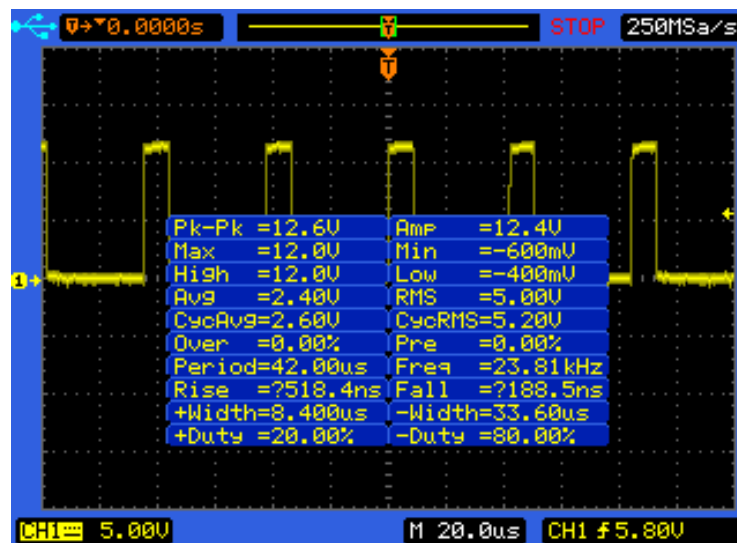 T→▾0.0000s T STOP 250MSa/s
T
Pk-Pk =12.6V Amp =12.4V
Max =12.0V Min =-600mV
High =12.0V Low =-400mV
1
Avg =2.40V RMS =5.00V
CycAvg=2.60V CycRMS=5.20V
Over =0.00% Pre =0.00%
Period=42.00us Freq =23.81kHz
Rise =?518.4ns Fall =?188.5ns
+Width=8.400us -Width=33.60us
+Duty =20.00% -Duty =80.00%
CH1 5.00V M 20.0us CH1 5.80V